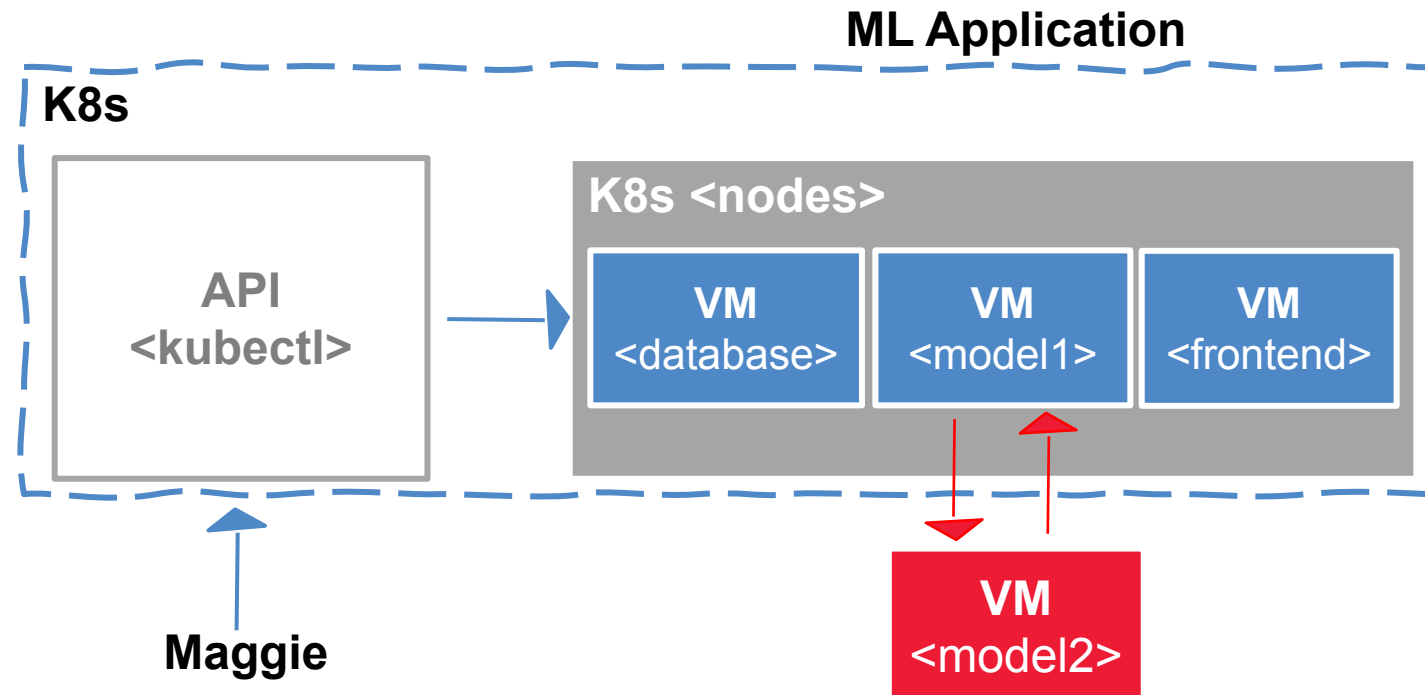 ML Application
K8s
API
<kubectl>
K8s <nodes>
VM
<database>
VM
<model1>
VM
<frontend>
Maggie
VM
<model2>